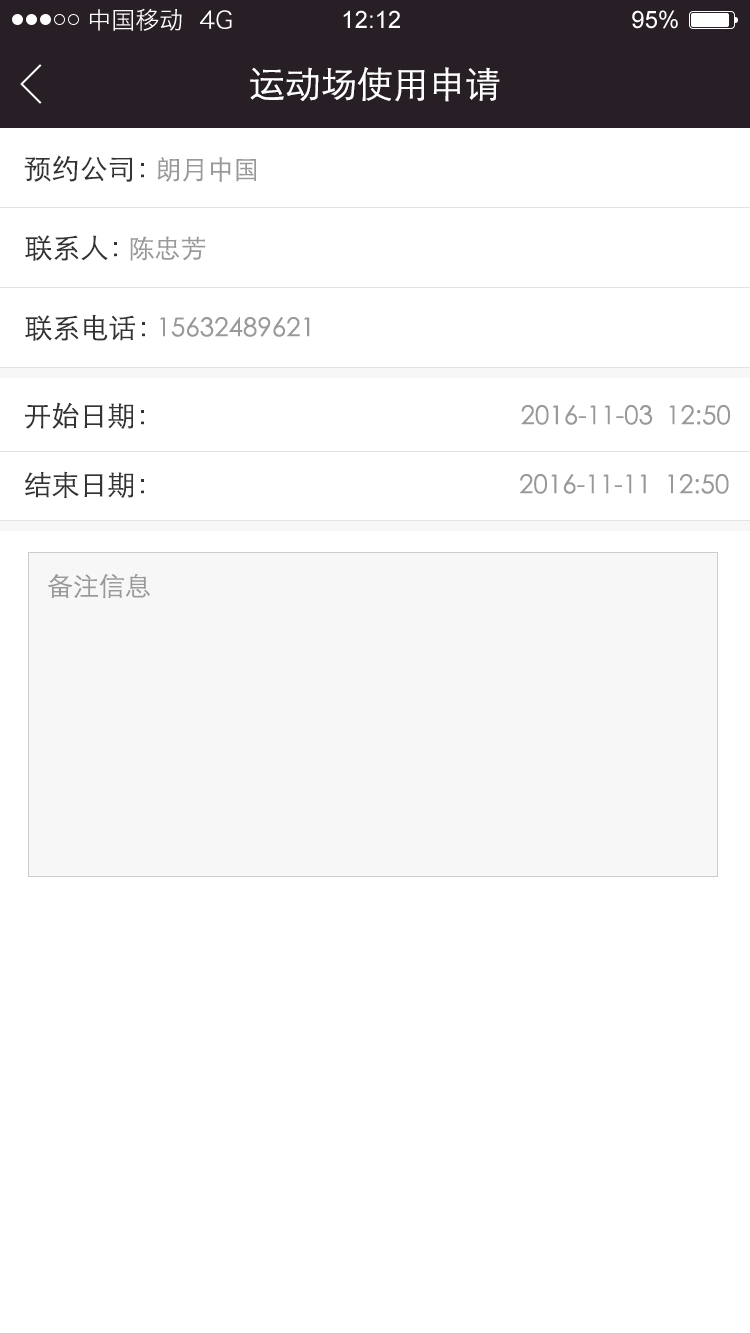 中国移动 4G 12:12 95%
运动场使用申请
预约公司：朗月中国
联系人：陈忠芳
联系电话：15632489621
开始日期： 2016-11-03 12:50
结束日期： 2016-11-11 12:50
备注信息